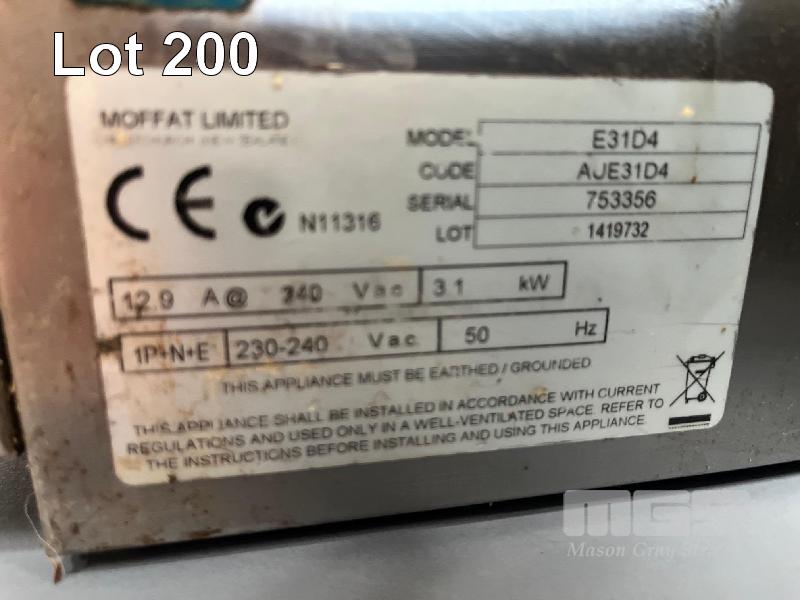 Lot 200
MOFFAT LIMITED
MODEL E31D4
CODE AJE31D4
SERIAL 753356
LOT 1419732
CE N11316
12.9 A@ 240 Vac 3.1 kW
1P+N+E 230-240 Vac 50 Hz
THIS APPLIANCE MUST BE EARTHED / GROUNDED
THIS APPLIANCE SHALL BE INSTALLED IN ACCORDANCE WITH CURRENT
REGULATIONS AND USED ONLY IN A WELL-VENTILATED SPACE. REFER TO
THE INSTRUCTIONS BEFORE INSTALLING AND USING THIS APPLIANCE.
MGS
Mason Gray